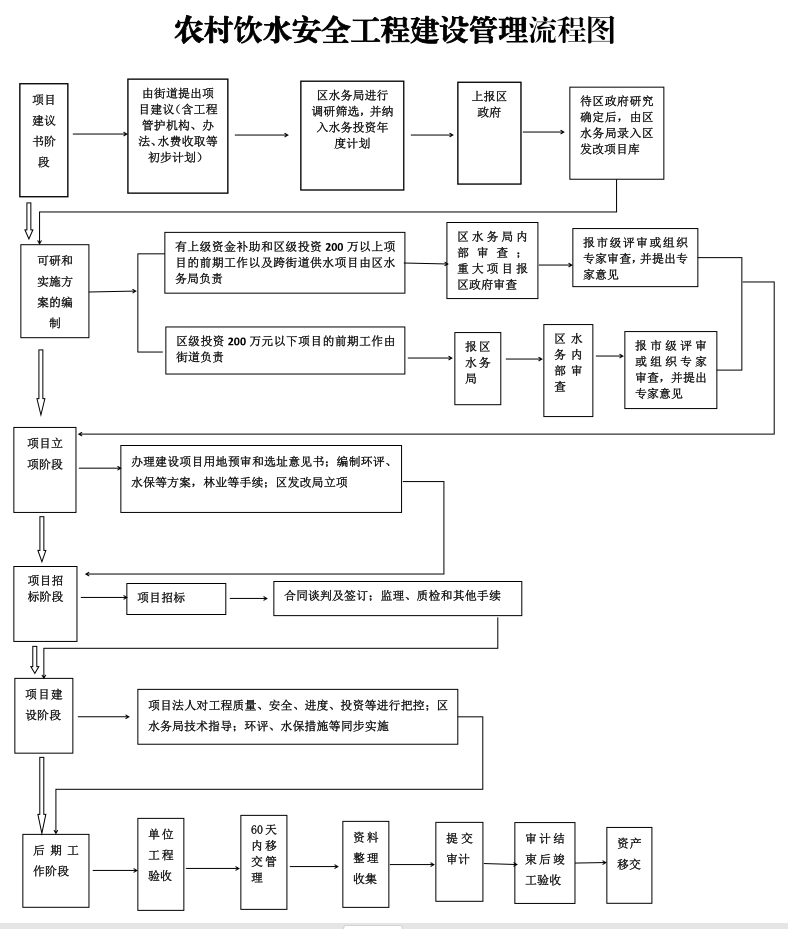 农村饮水安全工程建设管理流程图
项目
建议
书阶
段
由街道提出项
目建议（含工程
管护机构、办
法、水费收取等
初步计划）
区水务局进行
调研筛选，并纳
入水务投资年
度计划
上报区
政府
待区政府研究
确定后，由区
水务局录入区
发改项目库
可研和
实施方
案的编
制
有上级资金补助和区级投资 200 万以上项
目的前期工作以及跨街道供水项目由区水
务局负责
区水务局内
部审查；
重大项目报
区政府审查
报市级评审或组织
专家审查，并提出专
家意见
区级投资 200 万元以下项目的前期工作由
街道负责
报区
水务
局
区水
务内
部审
查
报市级评审
或组织专家
审查，并提出
专家意见
项目立
项阶段
办理建设项目用地预审和选址意见书；编制环评、
水保等方案，林业等手续；区发改局立项
项目招
标阶段
项目招标
合同谈判及签订；监理、质检和其他手续
项目建
设阶段
项目法人对工程质量、安全、进度、投资等进行把控；区
水务局技术指导；环评、水保措施等同步实施
后期工
作阶段
单位
工程
验收
60天
内移
交管
理
资料
整理
收集
提交
审计
审计结
束后竣
工验收
资产
移交